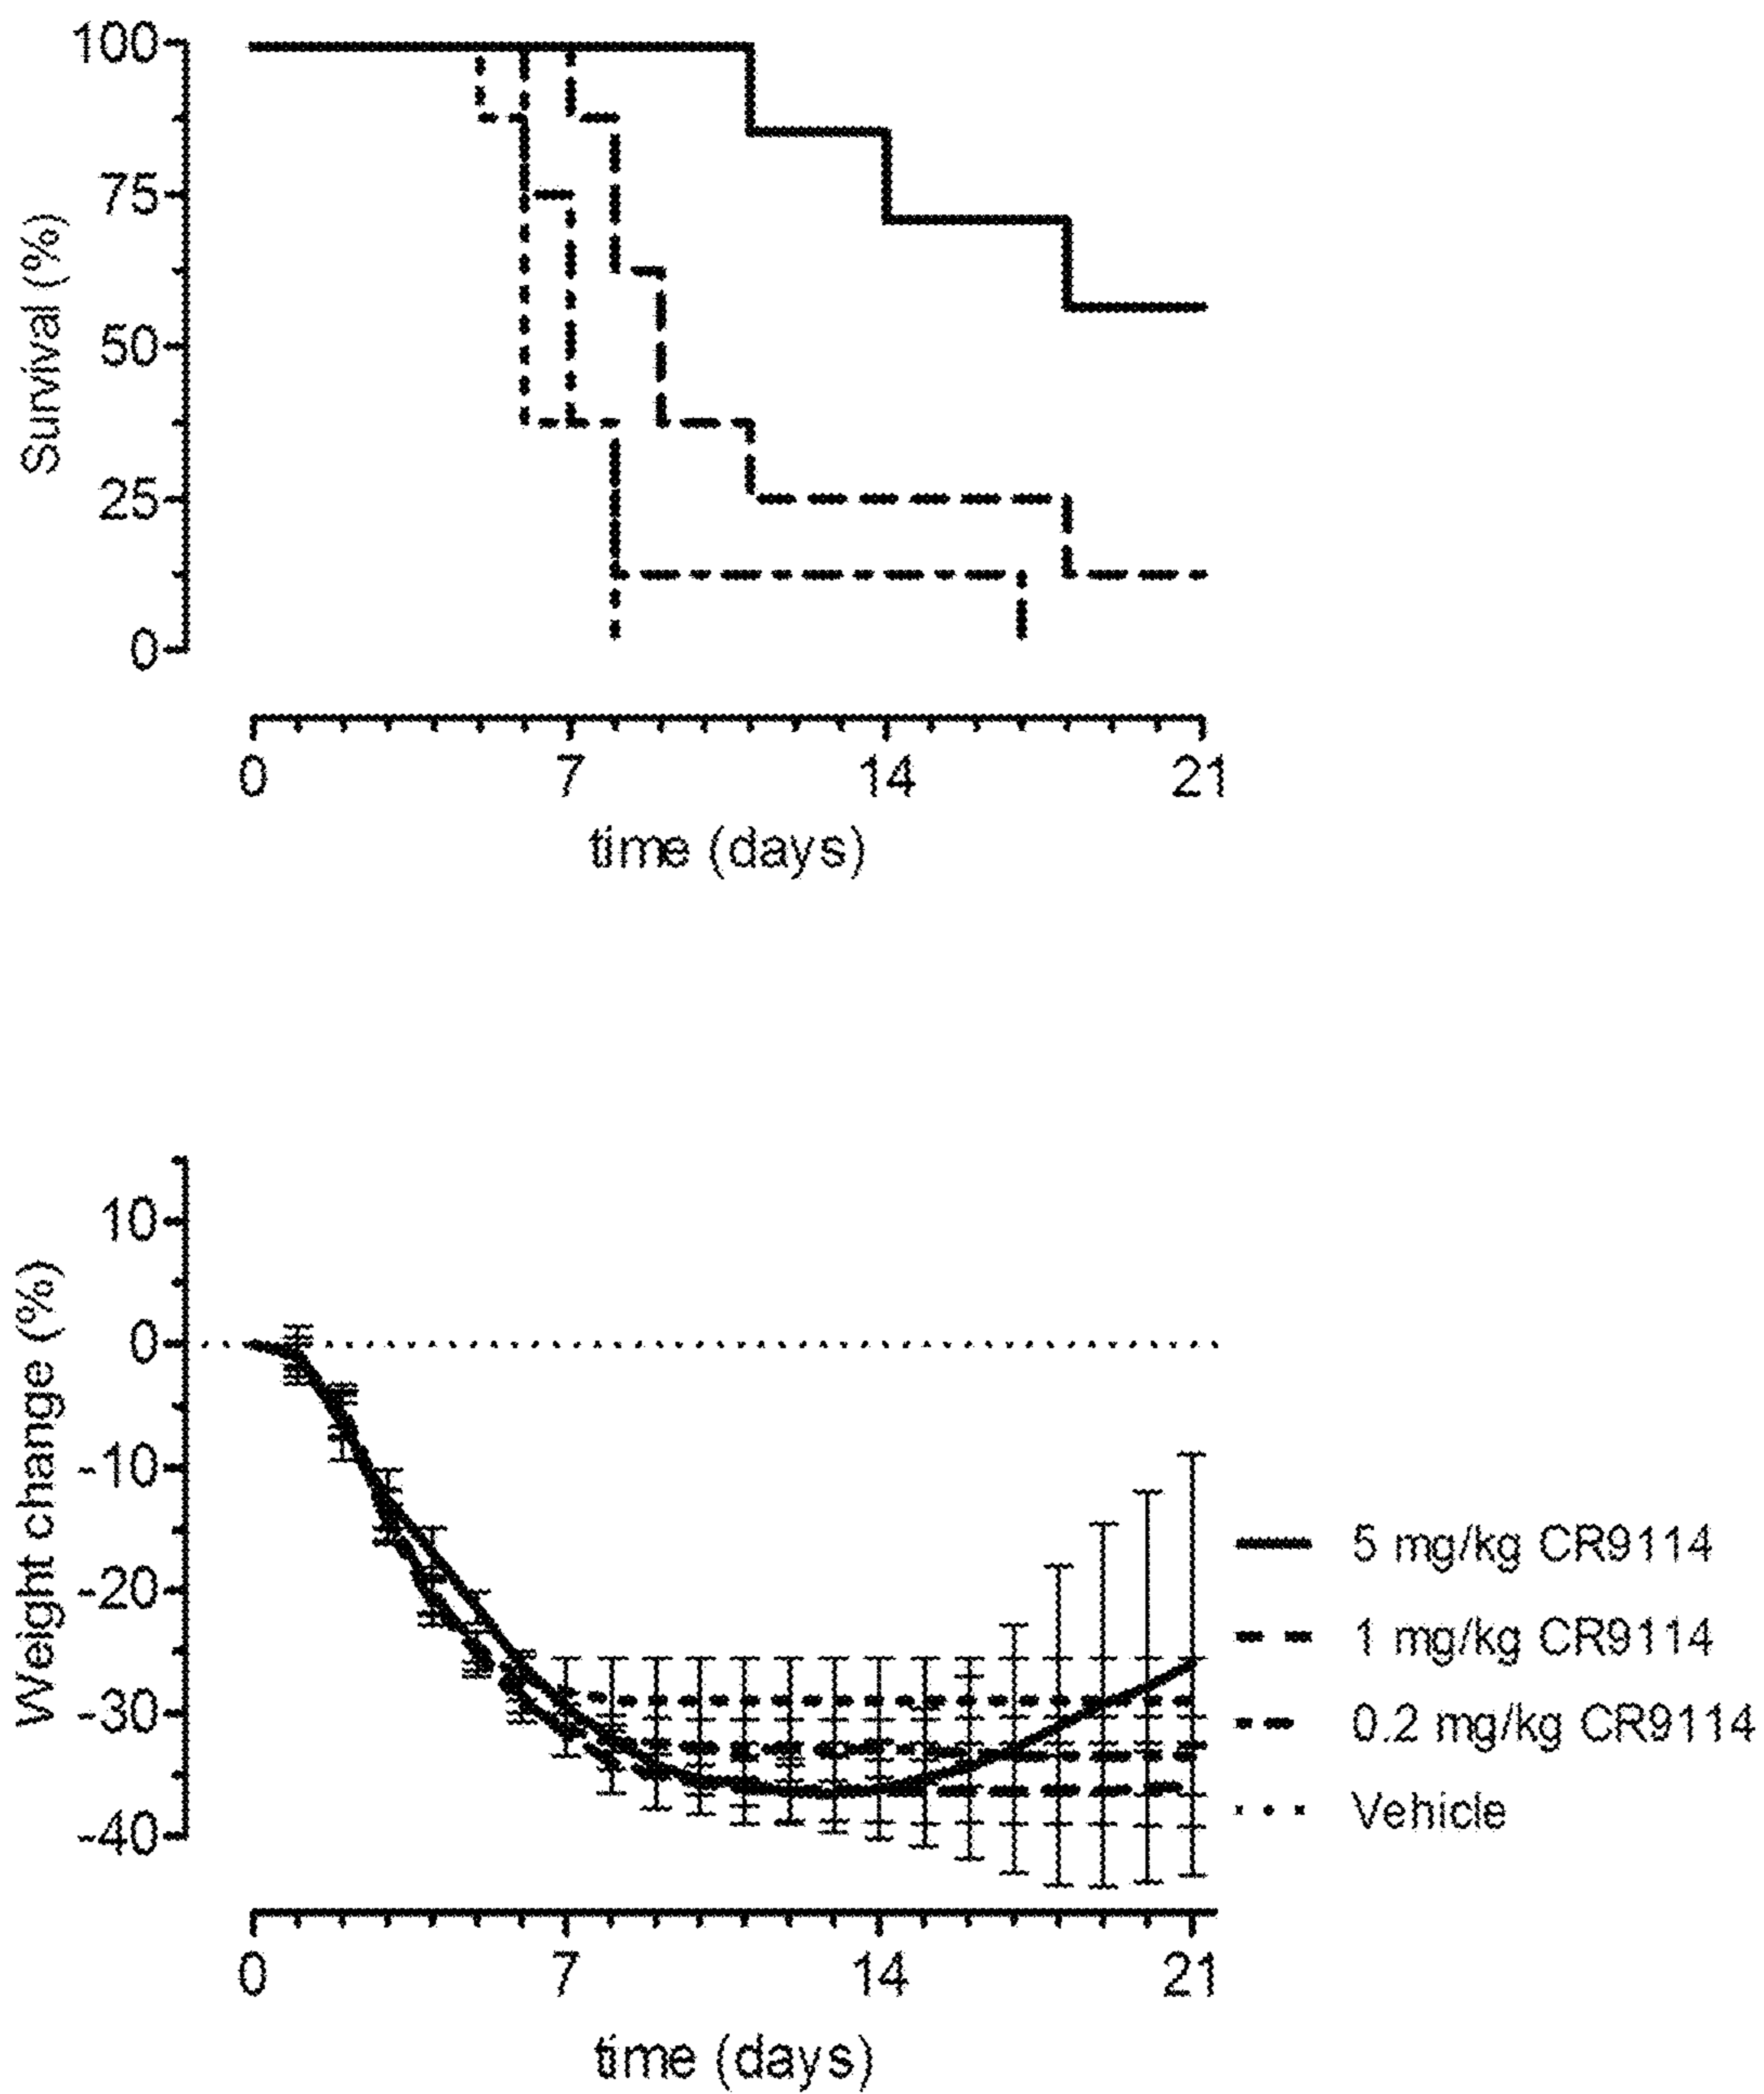 100
75
50
25
0
Survival (%)
0 7 14 21
time (days)
10
0
-10
-20
-30
-40
Weight change (%)
0 7 14 21
time (days)
5 mg/kg CR9114
1 mg/kg CR9114
0.2 mg/kg CR9114
Vehicle